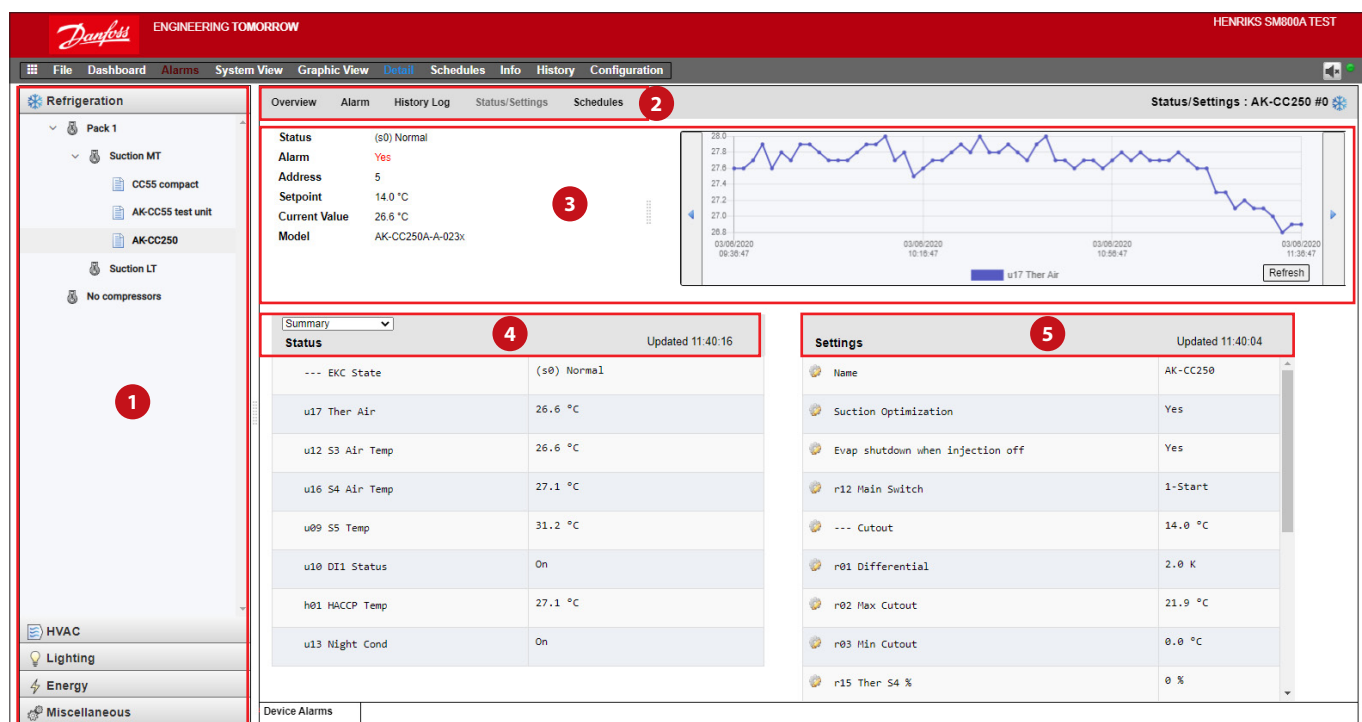 Danfoss ENGINEERING TOMORROW HENRIKS SM800A TEST
File Dashboard Alarms System View Graphic View Detail Schedules Info History Configuration
Refrigeration
Pack 1
Suction MT
CC55 compact
AK-CC55 test unit
AK-CC250
Suction LT
No compressors
1
HVAC
Lighting
Energy
Miscellaneous
Overview Alarm History Log Status/Settings Schedules 2 Status/Settings : AK-CC250 #0
Status (s0) Normal
Alarm Yes
Address 5
Setpoint 14.0 °C
Current Value 26.6 °C
Model AK-CC250A-A-023x
3
28.0
27.8
27.6
27.4
27.2
27.0
26.8
03/06/2020 03/06/2020 03/06/2020 03/06/2020
09:36:47 10:16:47 10:56:47 11:36:47
u17 Ther Air
Refresh
Summary
Status 4 Updated 11:40:16
--- EKC State (s0) Normal
u17 Ther Air 26.6 °C
u12 S3 Air Temp 26.6 °C
u16 S4 Air Temp 27.1 °C
u09 S5 Temp 31.2 °C
u10 DI1 Status On
h01 HACCP Temp 27.1 °C
u13 Night Cond On
Settings 5 Updated 11:40:04
Name AK-CC250
Suction Optimization Yes
Evap shutdown when injection off Yes
r12 Main Switch 1-Start
--- Cutout 14.0 °C
r01 Differential 2.0 K
r02 Max Cutout 21.9 °C
r03 Min Cutout 0.0 °C
r15 Ther S4 % 0 %
Device Alarms